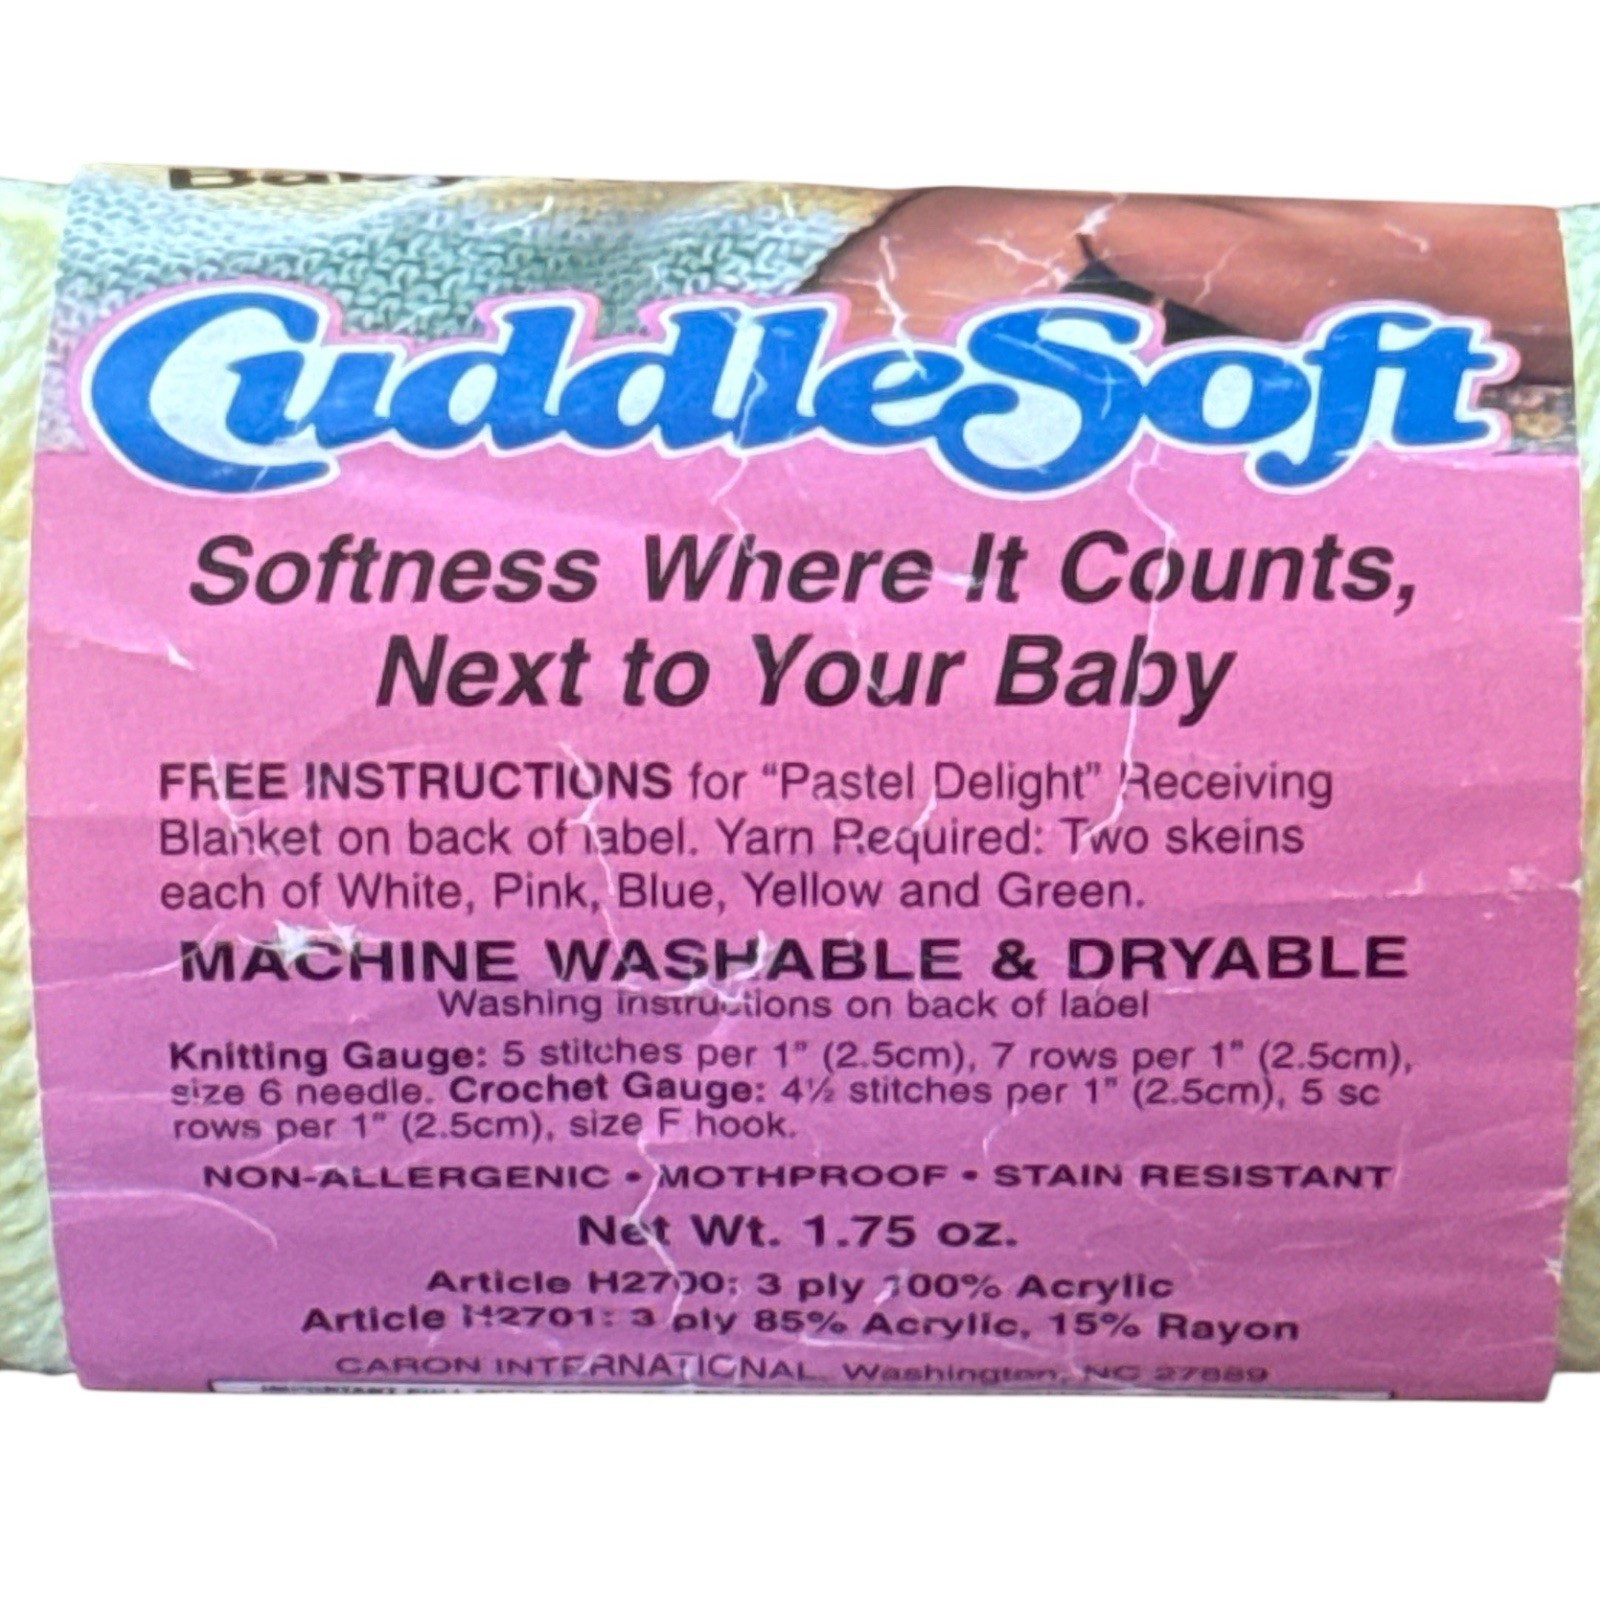 Baby
CuddleSoft
Softness Where It Counts,
Next to Your Baby
FREE INSTRUCTIONS for “Pastel Delight” Receiving
Blanket on back of label. Yarn Required: Two skeins
each of White, Pink, Blue, Yellow and Green.
MACHINE WASHABLE & DRYABLE
Washing instructions on back of label
Knitting Gauge: 5 stitches per 1" (2.5cm), 7 rows per 1" (2.5cm),
size 6 needle. Crochet Gauge: 4½ stitches per 1" (2.5cm), 5 sc
rows per 1" (2.5cm), size F hook.
NON-ALLERGENIC • MOTHPROOF • STAIN RESISTANT
Net Wt. 1.75 oz.
Article H2700: 3 ply 100% Acrylic
Article H2701: 3 ply 85% Acrylic, 15% Rayon
CARON INTERNATIONAL, Washington, NC 27889
IMPORTANT